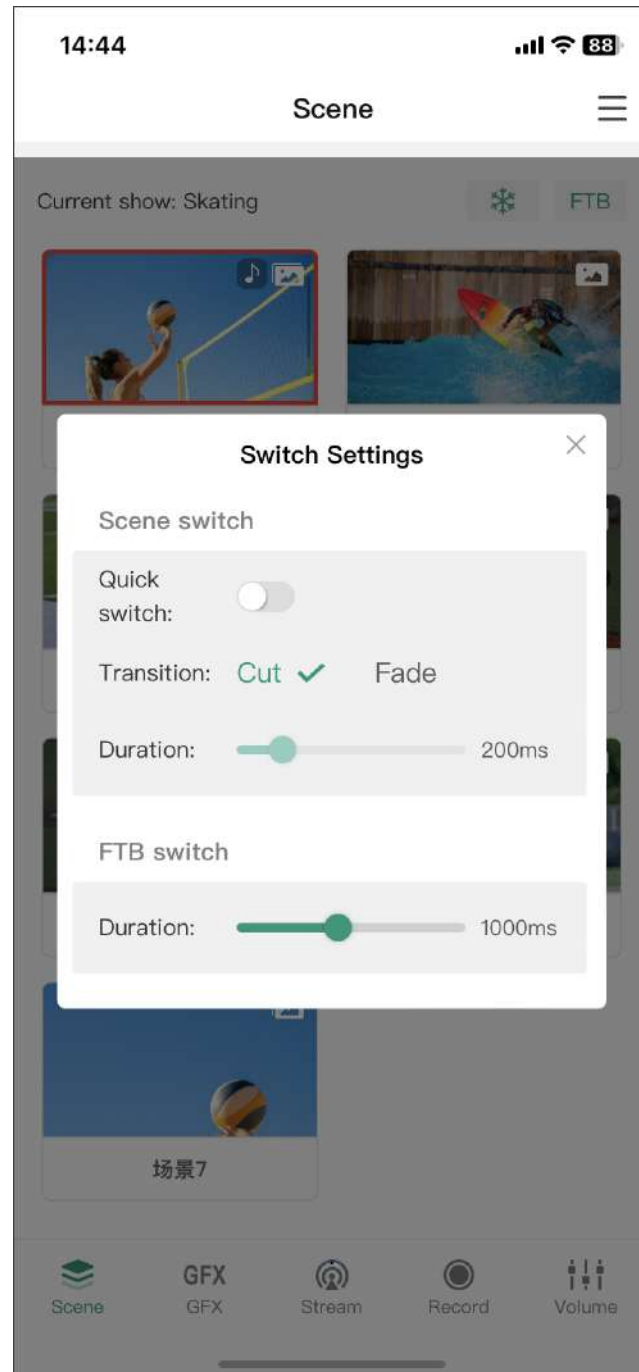 14:44
88
Scene
Current show: Skating
FTB
Switch Settings
Scene switch
Quick
switch:
Transition: Cut Fade
Duration: 200ms
FTB switch
Duration: 1000ms
场景7
GFX
Scene GFX Stream Record Volume